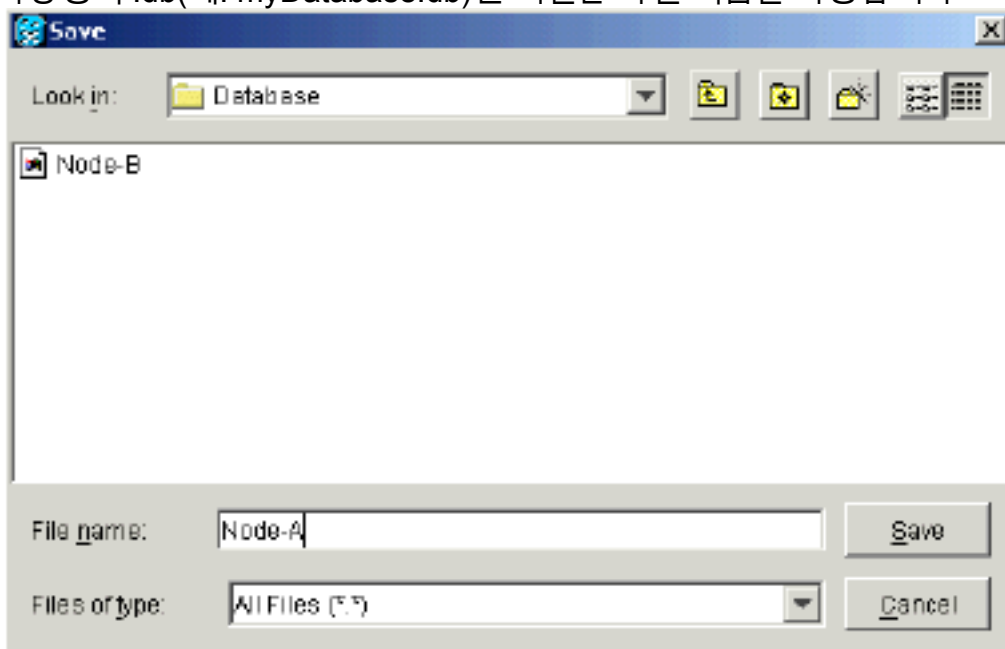 Save
Look in: Database
Node-B
File name: Node-A
Save
Files of type: All Files (*.*)
Cancel